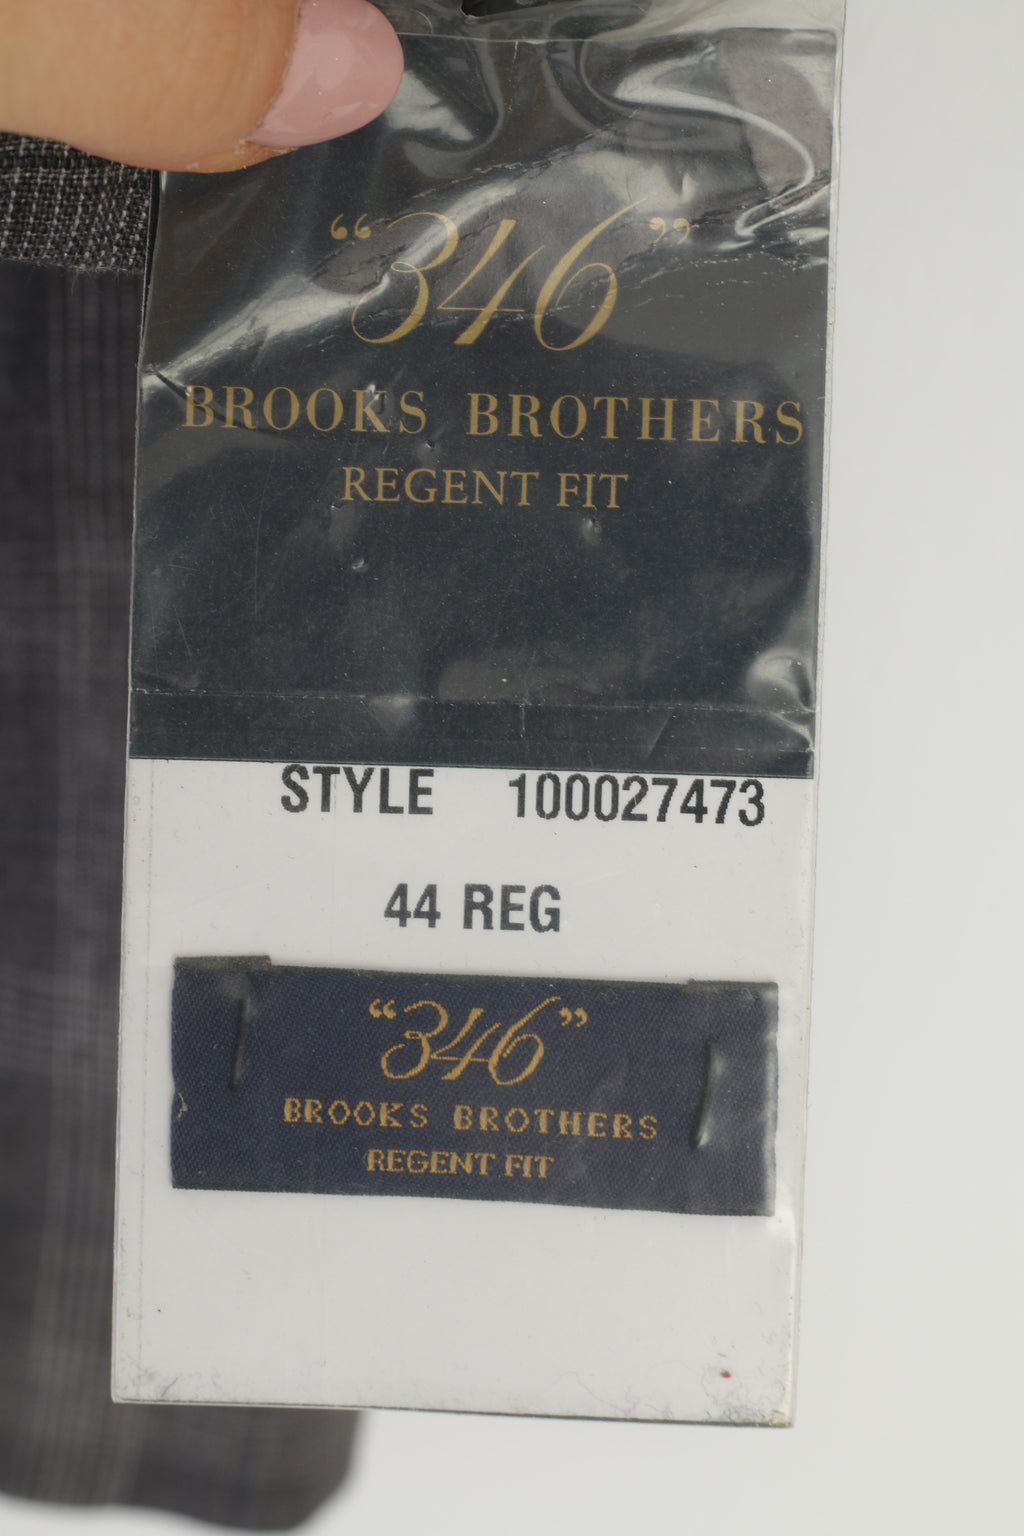 “346”
BROOKS BROTHERS
REGENT FIT
STYLE 100027473
44 REG
“346”
BROOKS BROTHERS
REGENT FIT